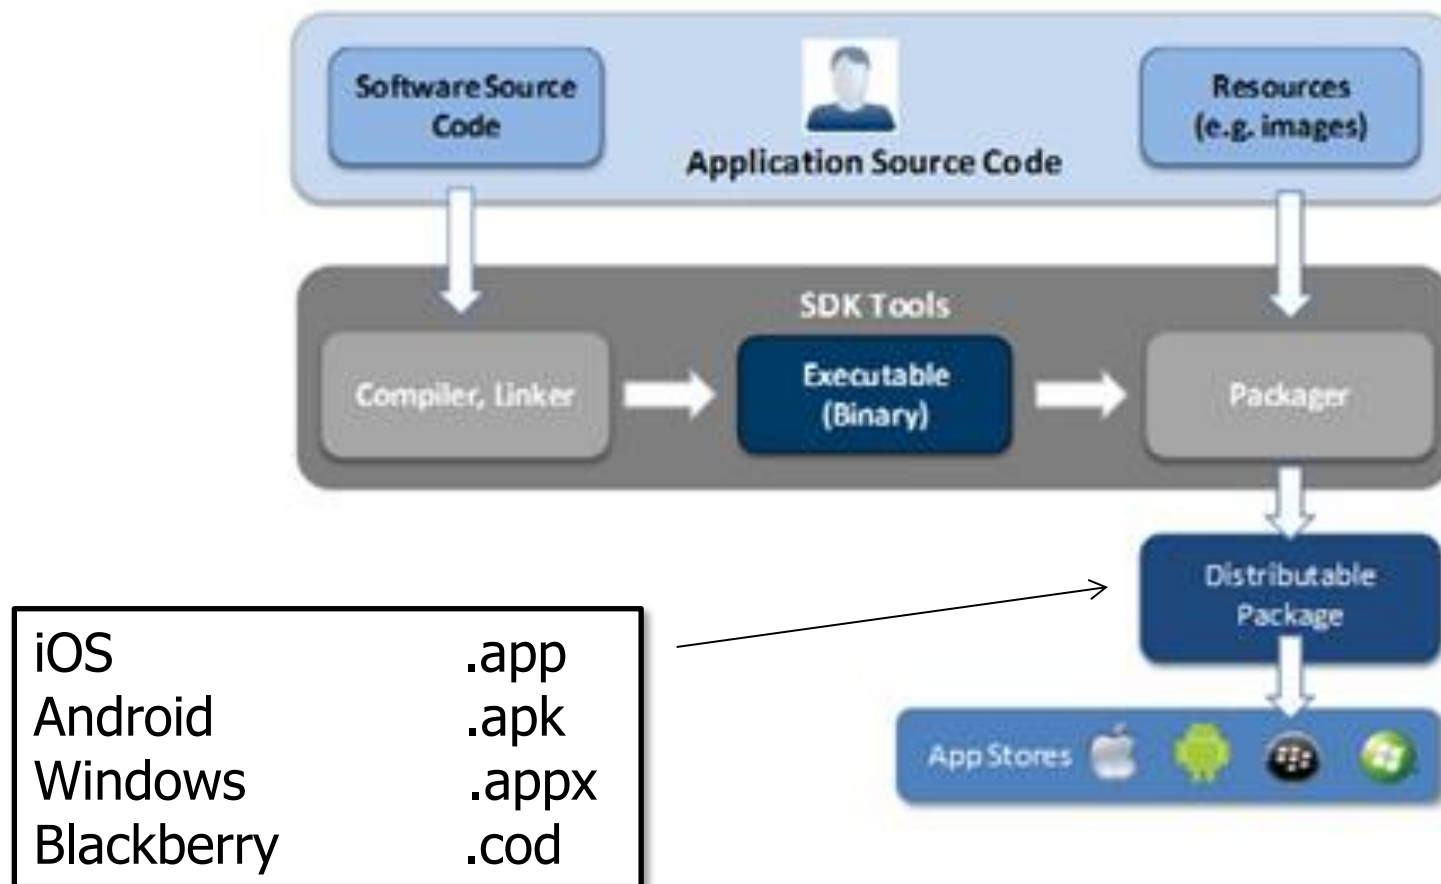 Software Source
Code
Application Source Code
Resources
(e.g. images)
SDK Tools
Compiler, Linker
Executable
(Binary)
Packager
Distributable
Package
App Stores
iOS .app
Android .apk
Windows .appx
Blackberry .cod